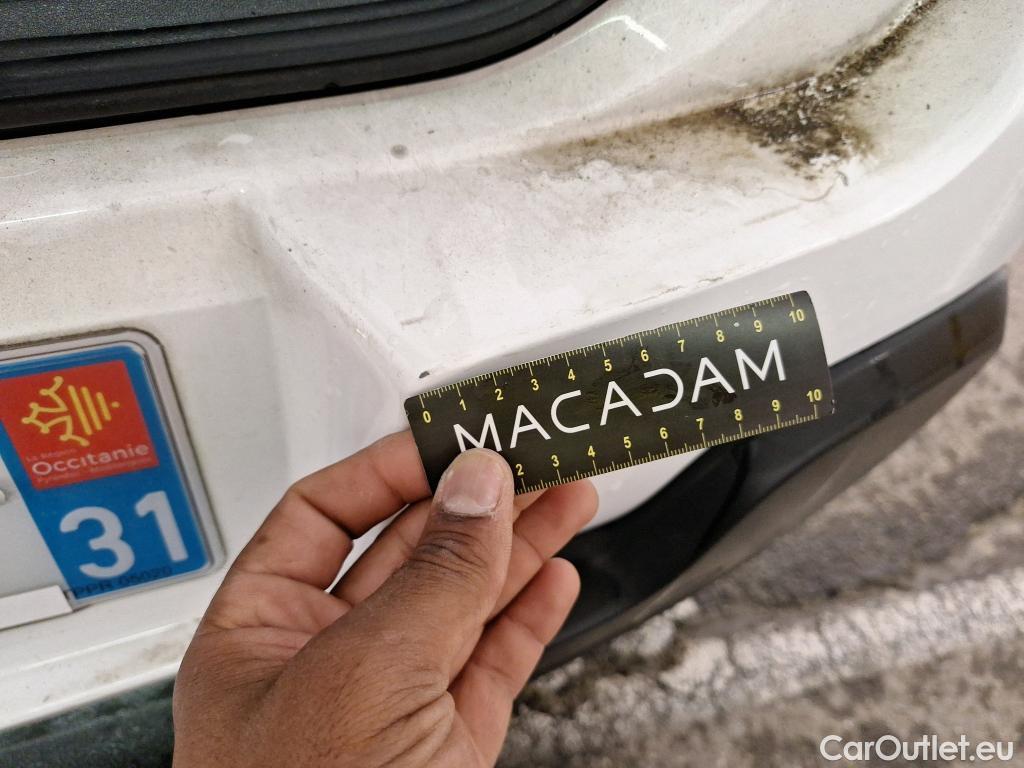 0 1 2 3 4 5 6 7 8 9 10
MACADAM
2 3 4 5 6 7 8 9 10
La Région
Occitanie
31
CarOutlet.eu